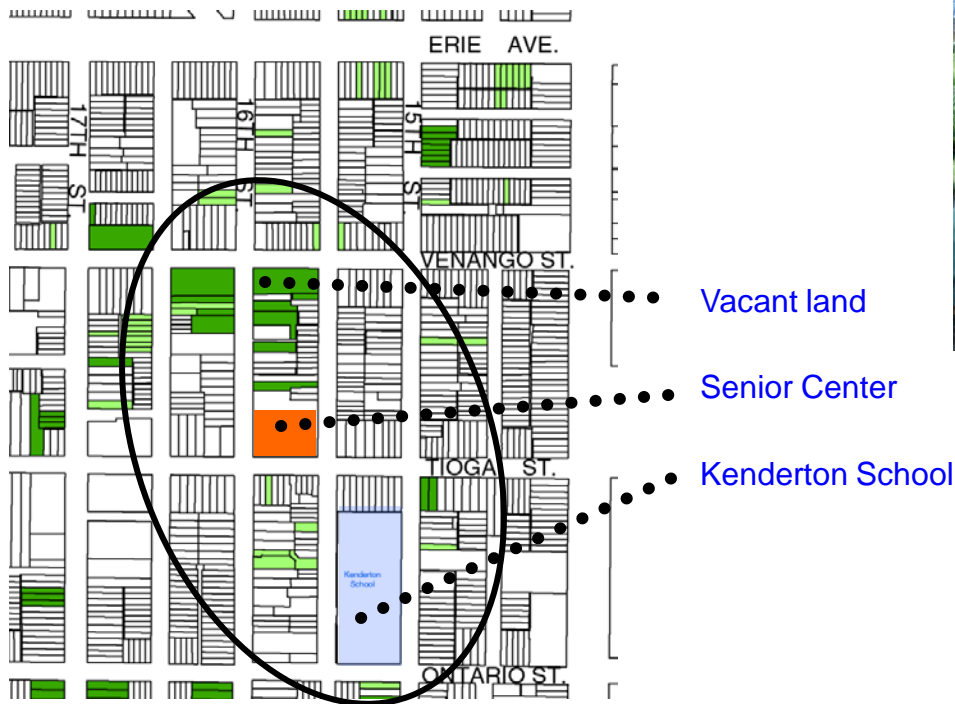 ERIE AVE.
17TH ST.
16TH ST.
15TH ST.
VENANGO ST.
Vacant land
Senior Center
TIOGA ST.
Kenderton School
Kenderton
School
ONTARIO ST.